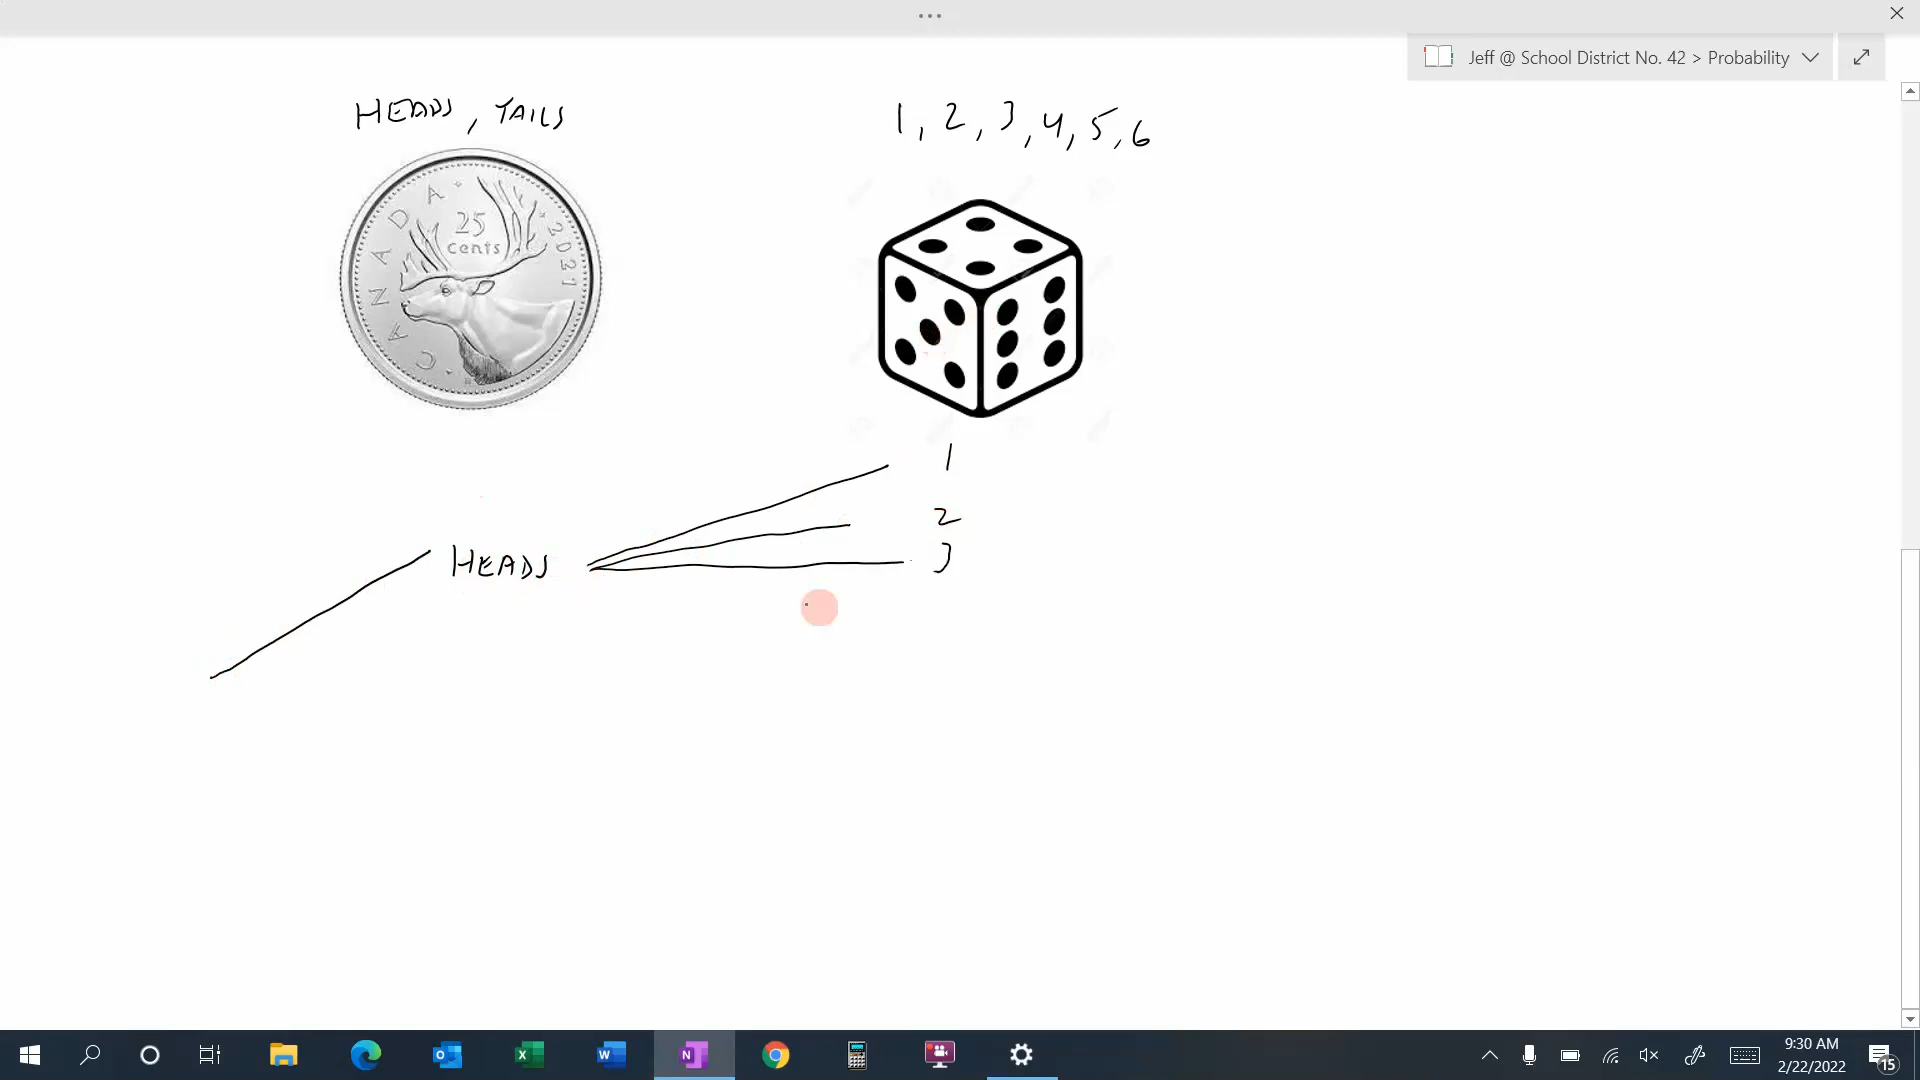 Jeff @ School District No. 42 > Probability
HEADS, TAILS
1, 2, 3, 4, 5, 6
CANADA 2021
25
cents
1
2
HEADS
3
9:30 AM
2/22/2022
15